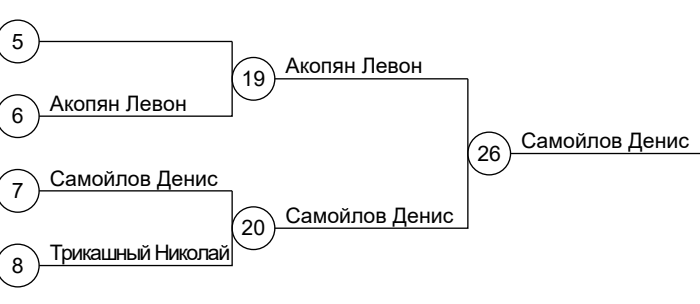 5
19 Акопян Левон
6 Акопян Левон
26 Самойлов Денис
7 Самойлов Денис
20 Самойлов Денис
8 Трикашный Николай